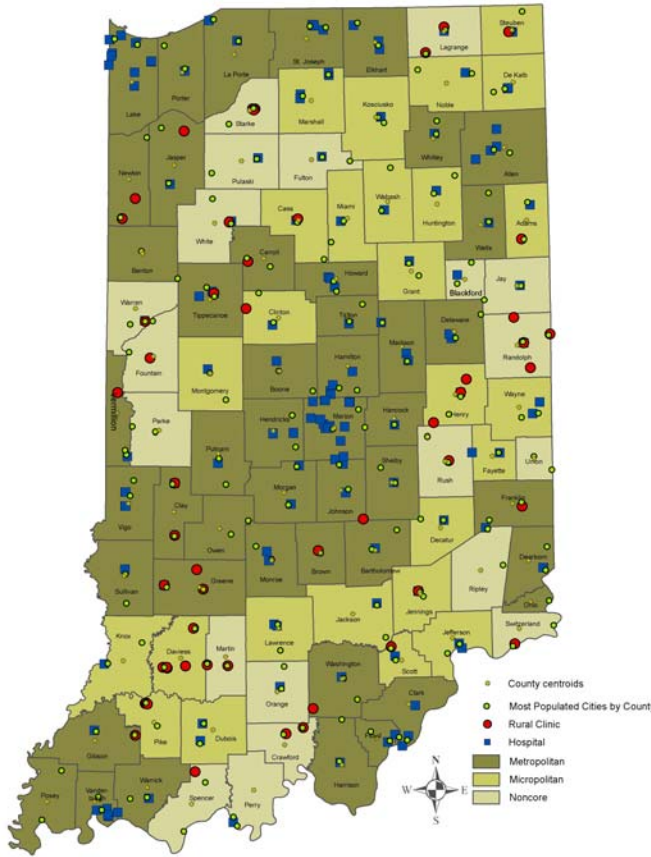 Steuben
Lagrange
St. Joseph
Elkhart
La Porte
Lake
Porter
De Kalb
Noble
Kosciusko
Marshall
Starke
Whitley
Allen
Jasper
Newton
Pulaski
Fulton
Wabash
Huntington
Miami
Cass
Adams
Wells
White
Carroll
Benton
Howard
Grant
Blackford
Jay
Warren
Tippecanoe
Clinton
Tipton
Delaware
Randolph
Madison
Hamilton
Fountain
Montgomery
Boone
Vermillion
Henry
Wayne
Parke
Hendricks
Marion
Hancock
Putnam
Rush
Fayette
Union
Shelby
Morgan
Johnson
Vigo
Clay
Franklin
Owen
Decatur
Dearborn
Monroe
Brown
Bartholomew
Sullivan
Greene
Ripley
Ohio
Jennings
Jackson
Switzerland
Knox
Daviess
Martin
Lawrence
Jefferson
Scott
Washington
Orange
Clark
Pike
Dubois
Floyd
Gibson
Crawford
Harrison
Warrick
Posey
Vander-
burgh
Spencer
Perry
County centroids
Most Populated Cities by County
Rural Clinic
Hospital
Metropolitan
Micropolitan
Noncore
N
W E
S